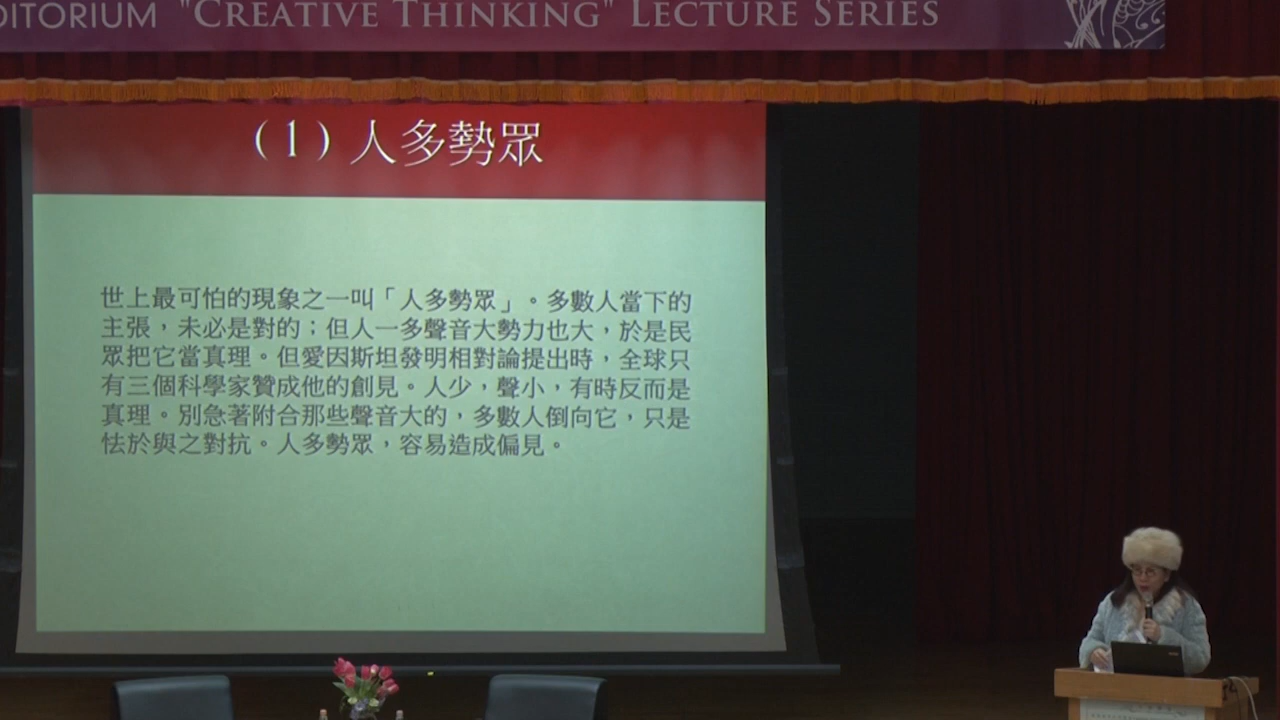 "CREATIVE THINKING" LECTURE SERIES
(1)人多勢眾
世上最可怕的現象之一叫「人多勢眾」。多數人當下的
主張,未必是對的;但人一多聲音大勢力也大,於是民
眾把它當真理。但愛因斯坦發明相對論提出時,全球只
有三個科學家贊成他的創見。人少,聲小,有時反而是
真理。別急著附合那些聲音大的,多數人倒向它,只是
怯於與之對抗。人多勢眾,容易造成偏見。